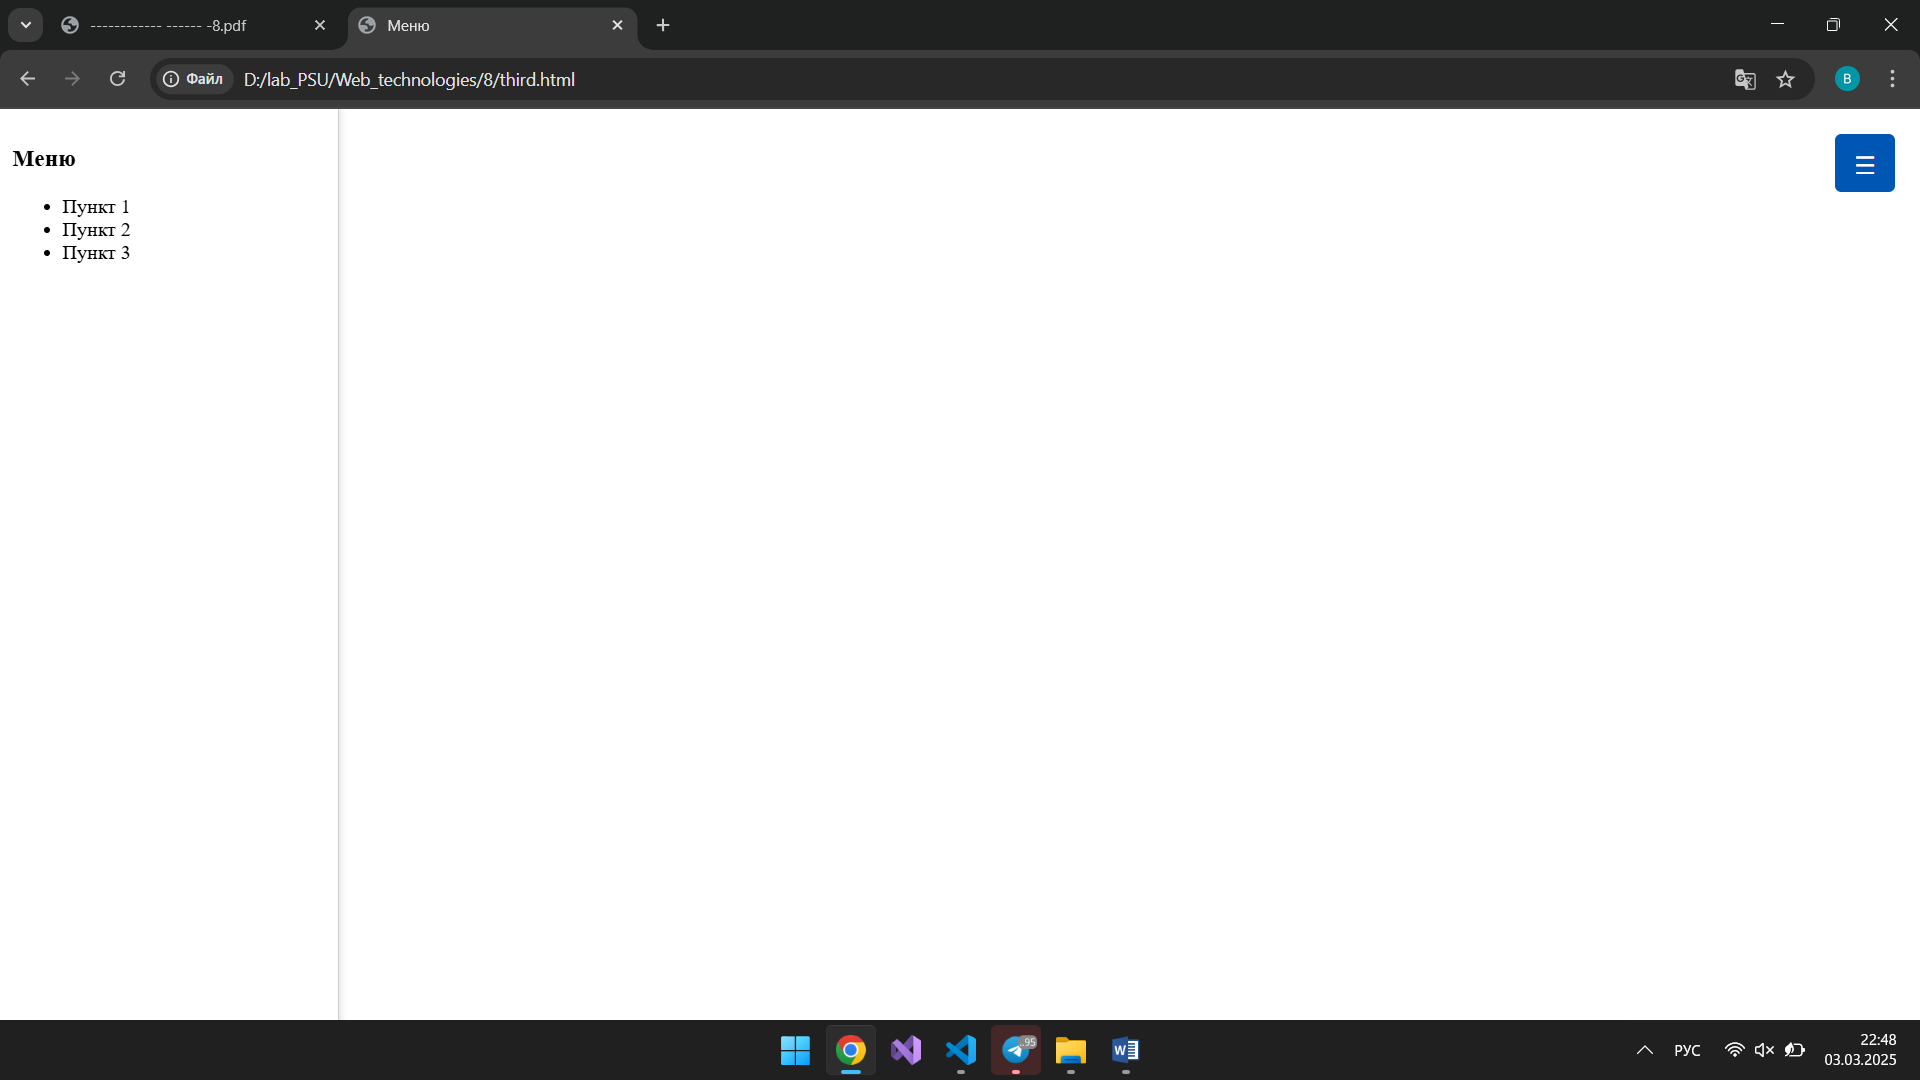 ------------ ------ -8.pdf
Меню
Файл
D:/lab_PSU/Web_technologies/8/third.html
B
Меню
Пункт 1
Пункт 2
Пункт 3
W
РУС
22:48
03.03.2025